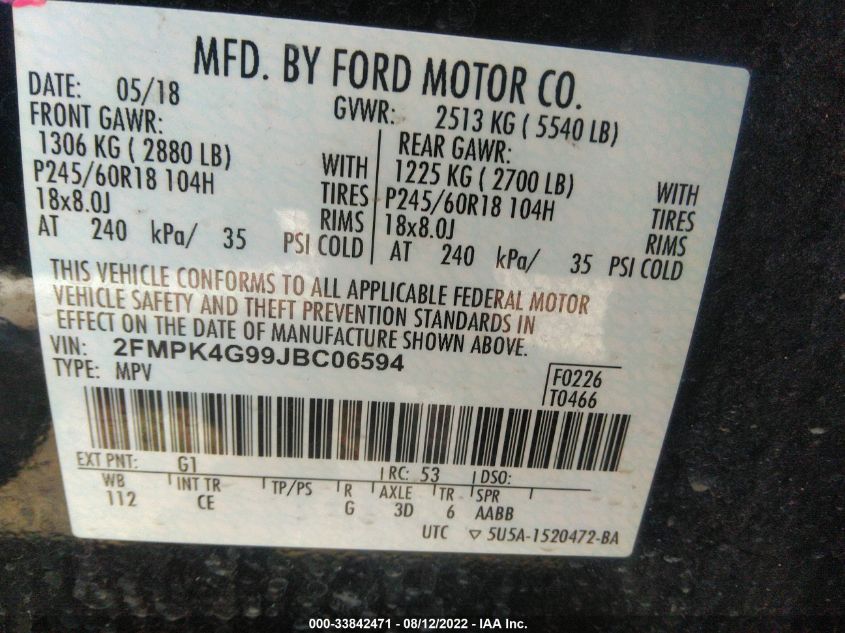 MFD. BY FORD MOTOR CO.
DATE: 05/18 GVWR: 2513 KG ( 5540 LB)
FRONT GAWR: REAR GAWR:
1306 KG ( 2880 LB) WITH 1225 KG ( 2700 LB) WITH
P245/60R18 104H TIRES P245/60R18 104H TIRES
18x8.0J RIMS 18x8.0J RIMS
AT 240 kPa/ 35 PSI COLD AT 240 kPa/ 35 PSI COLD
THIS VEHICLE CONFORMS TO ALL APPLICABLE FEDERAL MOTOR
VEHICLE SAFETY AND THEFT PREVENTION STANDARDS IN
EFFECT ON THE DATE OF MANUFACTURE SHOWN ABOVE.
VIN: 2FMPK4G99JBC06594
TYPE: MPV F0226
T0466
EXT PNT: G1 RC: 53 DSO:
WB INT TR TP/PS R AXLE TR SPR
112 CE G 3D 6 AABB
UTC ▽ 5U5A-1520472-BA
000-33842471 - 08/12/2022 - IAA Inc.